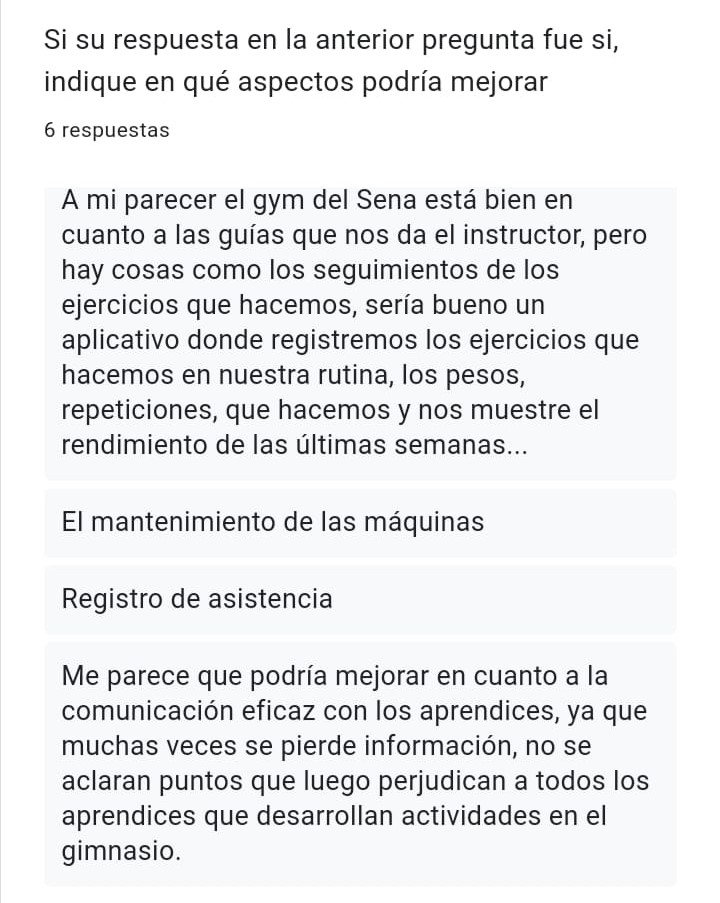 Si su respuesta en la anterior pregunta fue si,
indique en qué aspectos podría mejorar
6 respuestas
A mi parecer el gym del Sena está bien en
cuanto a las guías que nos da el instructor, pero
hay cosas como los seguimientos de los
ejercicios que hacemos, sería bueno un
aplicativo donde registremos los ejercicios que
hacemos en nuestra rutina, los pesos,
repeticiones, que hacemos y nos muestre el
rendimiento de las últimas semanas...
El mantenimiento de las máquinas
Registro de asistencia
Me parece que podría mejorar en cuanto a la
comunicación eficaz con los aprendices, ya que
muchas veces se pierde información, no se
aclaran puntos que luego perjudican a todos los
aprendices que desarrollan actividades en el
gimnasio.